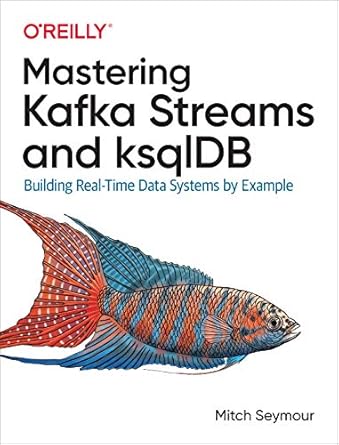 O'REILLY®
Mastering
Kafka Streams
and ksqlDB
Building Real-Time Data Systems by Example
Mitch Seymour